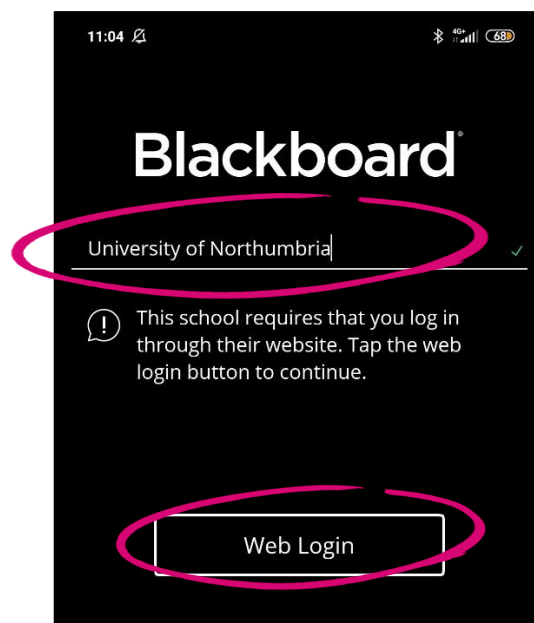 11:04 4G+ 68
Blackboard®
University of Northumbria
This school requires that you log in
through their website. Tap the web
login button to continue.
Web Login